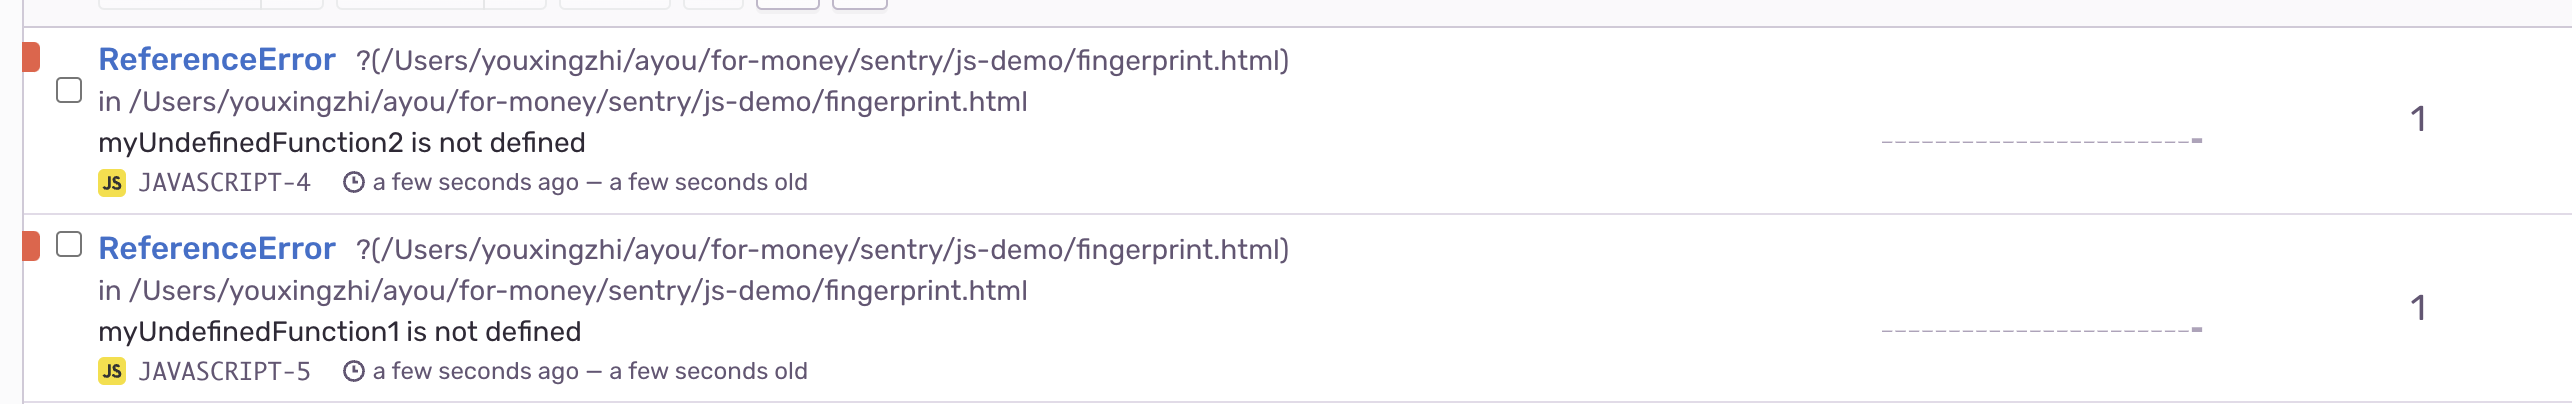 ReferenceError ?(/Users/youxingzhi/ayou/for-money/sentry/js-demo/fingerprint.html)
in /Users/youxingzhi/ayou/for-money/sentry/js-demo/fingerprint.html
myUndefinedFunction2 is not defined
1
JS JAVASCRIPT-4 a few seconds ago — a few seconds old
ReferenceError ?(/Users/youxingzhi/ayou/for-money/sentry/js-demo/fingerprint.html)
in /Users/youxingzhi/ayou/for-money/sentry/js-demo/fingerprint.html
myUndefinedFunction1 is not defined
1
JS JAVASCRIPT-5 a few seconds ago — a few seconds old